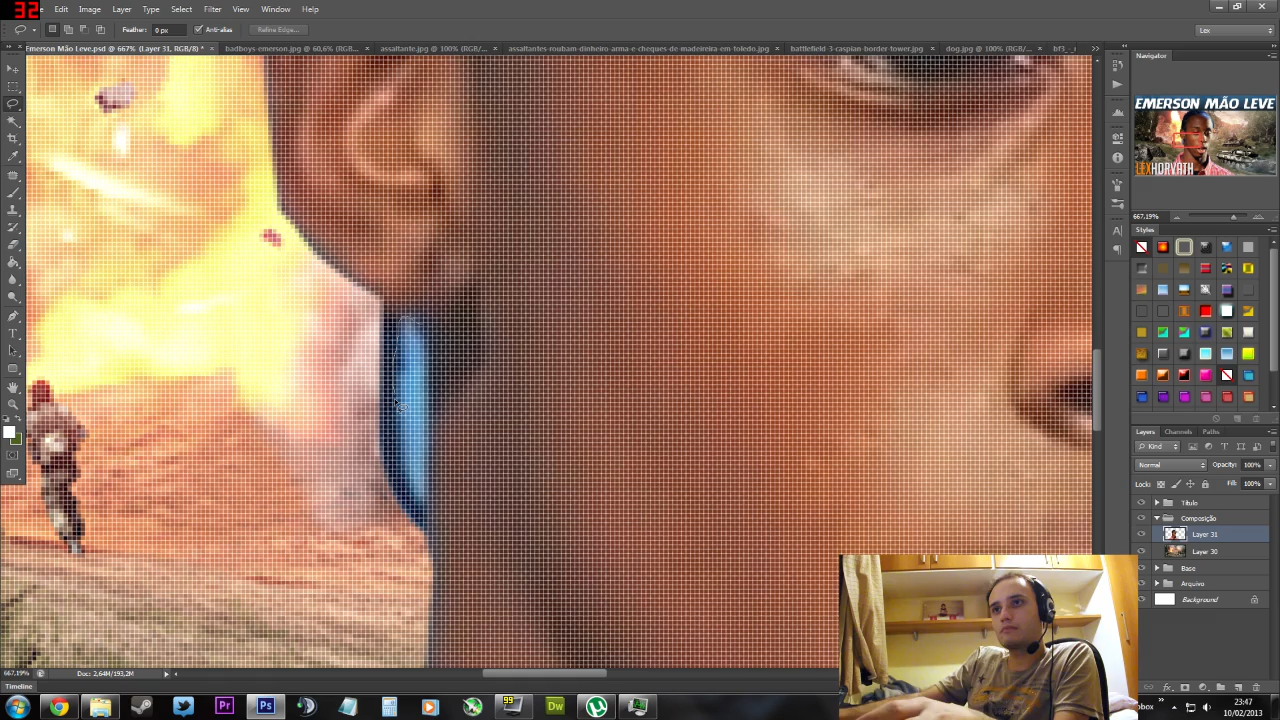 32
Edit Image Layer Type Select Filter View Window Help
Feather: 0 px Anti-alias Refine Edge... Lex
Emerson Mão Leve.psd @ 667% (Layer 31, RGB/8) * badboys-emerson.jpg @ 60,6% (RGB... assaltante.jpg @ 100% (RGB/... assaltantes-roubam-dinheiro-arma-e-cheques-de-madeireira-em-toledo.jpg battlefield-3-caspian-border-tower.jpg dog.jpg @ 100% (RGB/...
Navigator
EMERSON MÃO LEVE
LEXHORVATH
667,19%
Styles
Layers Channels Paths
Kind
Normal Opacity: 100%
Lock: Fill: 100%
Título
Composição
Layer 31
Layer 30
Base
Arquivo
Background
667,19% Doc: 2,64M/193,2M
Timeline
Pr Ps 99 Dw
23:47
10/02/2013